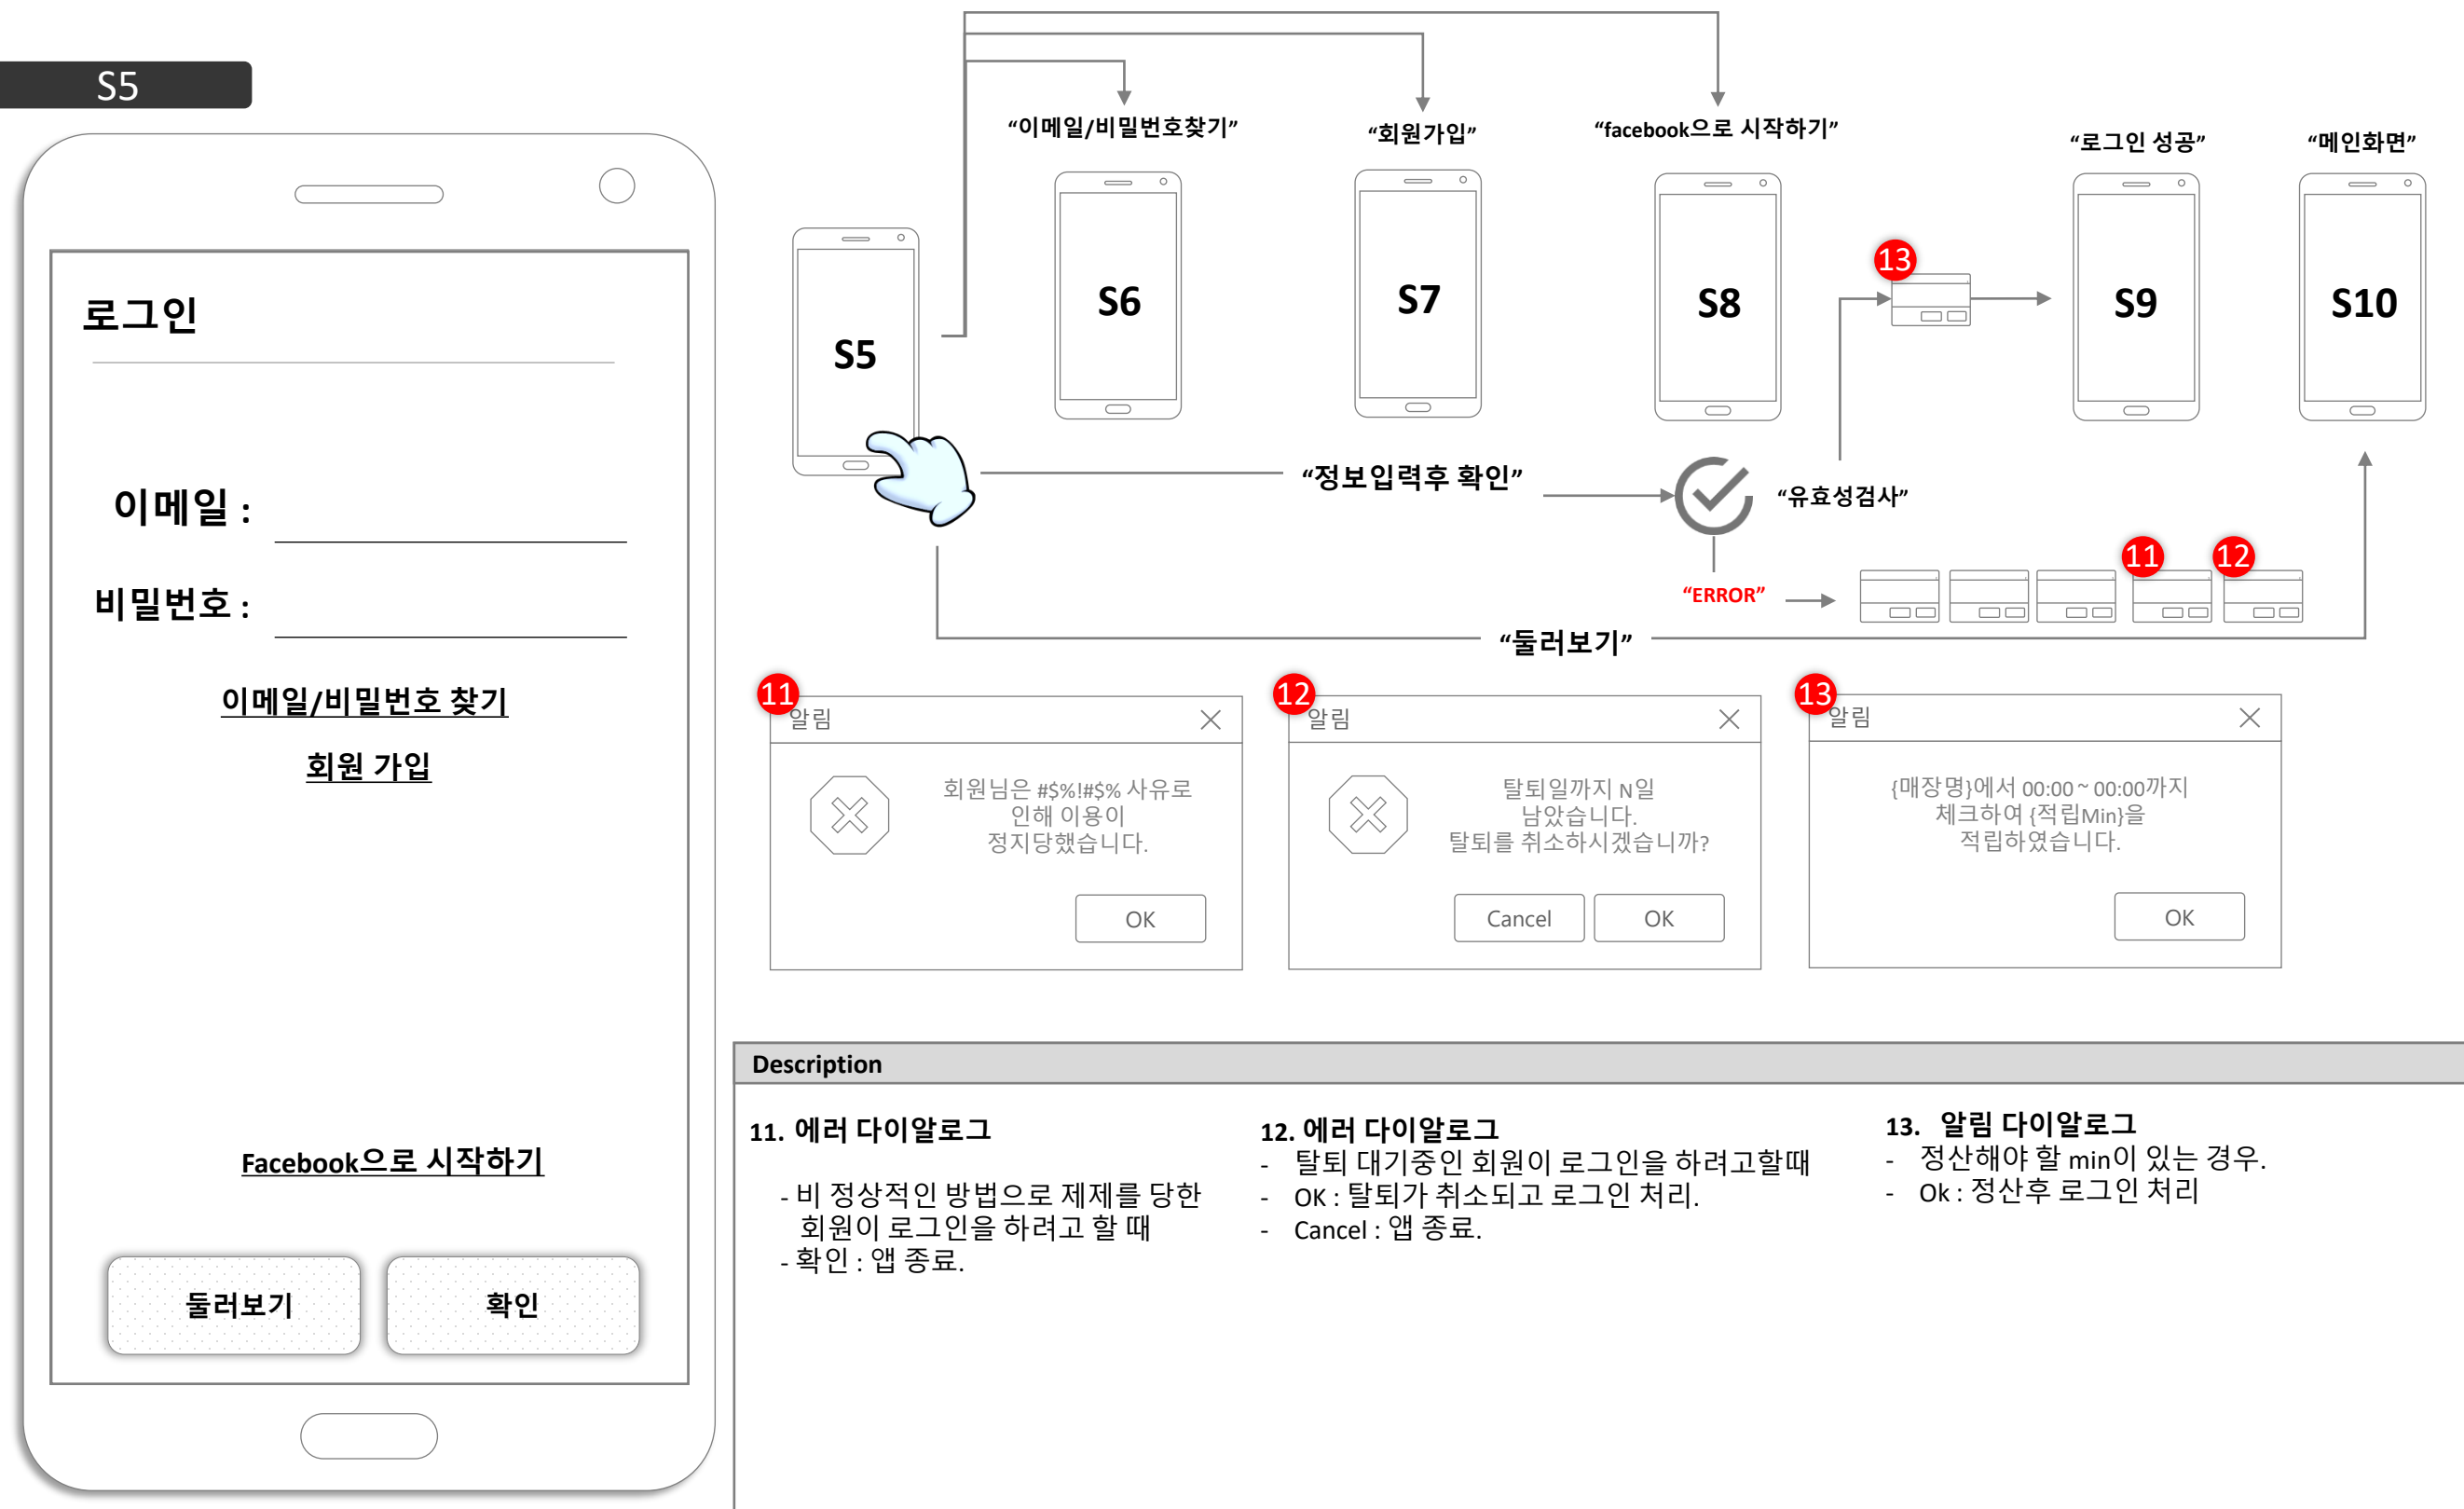 S5
로그인
이메일 :
비밀번호 :
이메일/비밀번호 찾기
회원 가입
Facebook으로 시작하기
둘러보기
확인
“이메일/비밀번호찾기”
“회원가입”
“facebook으로 시작하기”
“로그인 성공”
“메인화면”
S5
S6
S7
S8
13
S9
S10
“정보입력후 확인”
“유효성검사”
“ERROR”
11
12
“둘러보기”
11
알림
회원님은 #$%!#$% 사유로
인해 이용이
정지당했습니다.
OK
12
알림
탈퇴일까지 N일
남았습니다.
탈퇴를 취소하시겠습니까?
Cancel
OK
13
알림
{매장명}에서 00:00 ~ 00:00까지
체크하여 {적립Min}을
적립하였습니다.
OK
Description
11. 에러 다이알로그
- 비 정상적인 방법으로 제제를 당한
회원이 로그인을 하려고 할 때
- 확인 : 앱 종료.
12. 에러 다이알로그
- 탈퇴 대기중인 회원이 로그인을 하려고할때
- OK : 탈퇴가 취소되고 로그인 처리.
- Cancel : 앱 종료.
13. 알림 다이알로그
- 정산해야 할 min이 있는 경우.
- Ok : 정산후 로그인 처리